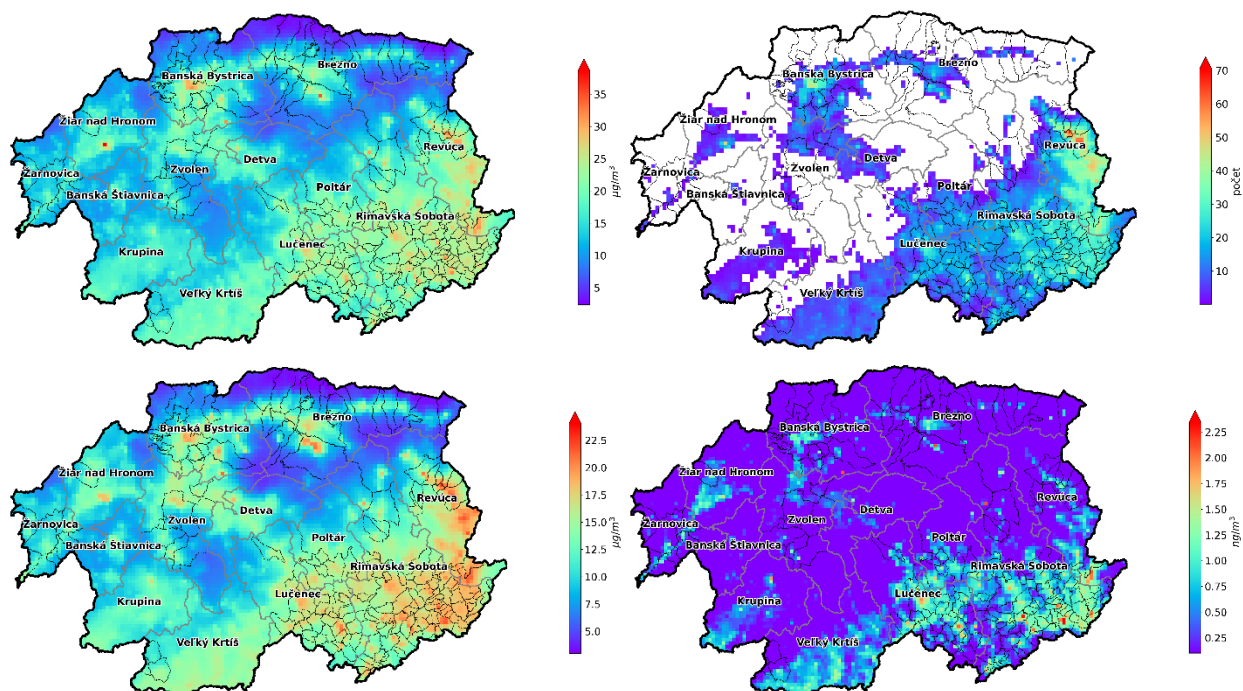 Banská Bystrica
Brezno
Žiar nad Hronom
Revúca
Žarnovica
Zvolen
Detva
Banská Štiavnica
Poltár
Rimavská Sobota
Krupina
Lučenec
Veľký Krtíš
35
30
25
20
15
10
5
µg/m³
Banská Bystrica
Brezno
Žiar nad Hronom
Revúca
Žarnovica
Zvolen
Detva
Banská Štiavnica
Poltár
Rimavská Sobota
Krupina
Lučenec
Veľký Krtíš
70
60
50
40
30
20
10
počet
Banská Bystrica
Brezno
Žiar nad Hronom
Revúca
Žarnovica
Zvolen
Detva
Banská Štiavnica
Poltár
Rimavská Sobota
Krupina
Lučenec
Veľký Krtíš
22.5
20.0
17.5
15.0
12.5
10.0
7.5
5.0
µg/m³
Banská Bystrica
Brezno
Žiar nad Hronom
Revúca
Žarnovica
Zvolen
Detva
Banská Štiavnica
Poltár
Rimavská Sobota
Krupina
Lučenec
Veľký Krtíš
2.25
2.00
1.75
1.50
1.25
1.00
0.75
0.50
0.25
ng/m³